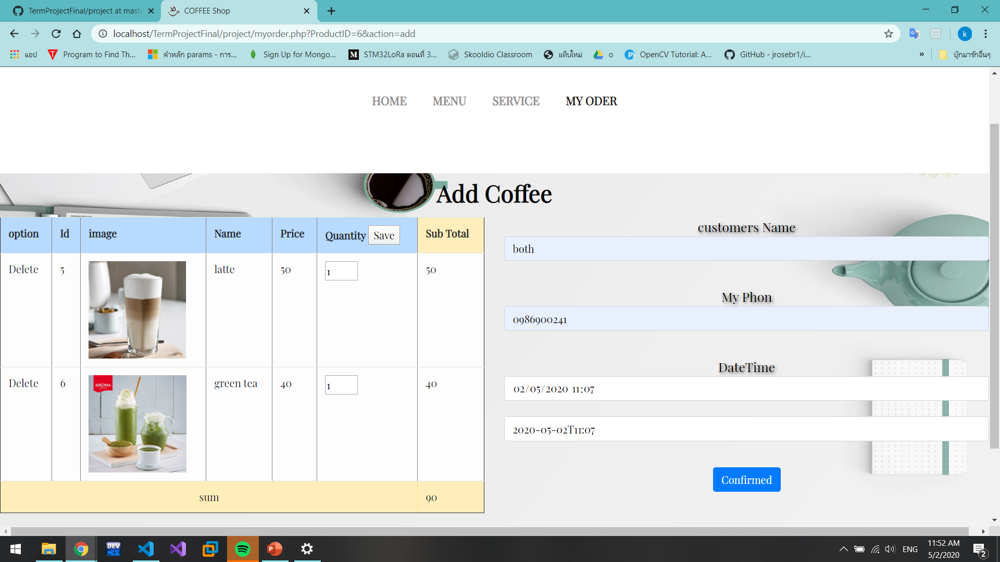 TermProjectFinal/project at maste
COFFEE Shop
localhost/TermProjectFinal/project/myorder.php?ProductID=6&action=add
k
แอป
Program to Find Th...
คำหลัก params - การ...
Sign Up for Mongo...
STM32LoRa ตอนที่ 3...
Skooldio Classroom
แท็บใหม่
o
OpenCV Tutorial: A...
GitHub - jrosebr1/i...
»
บุ๊กมาร์กอื่นๆ
HOME MENU SERVICE MY ODER
Add Coffee
option Id image Name Price Quantity Save Sub Total
Delete 5 latte 50 1 50
AROMA
Delete 6 green tea 40 1 40
sum 90
customers Name
both
My Phon
0986900241
DateTime
02/05/2020 11:07
2020-05-02T11:07
Confirmed
DEV
C++
ENG
11:52 AM
5/2/2020
2